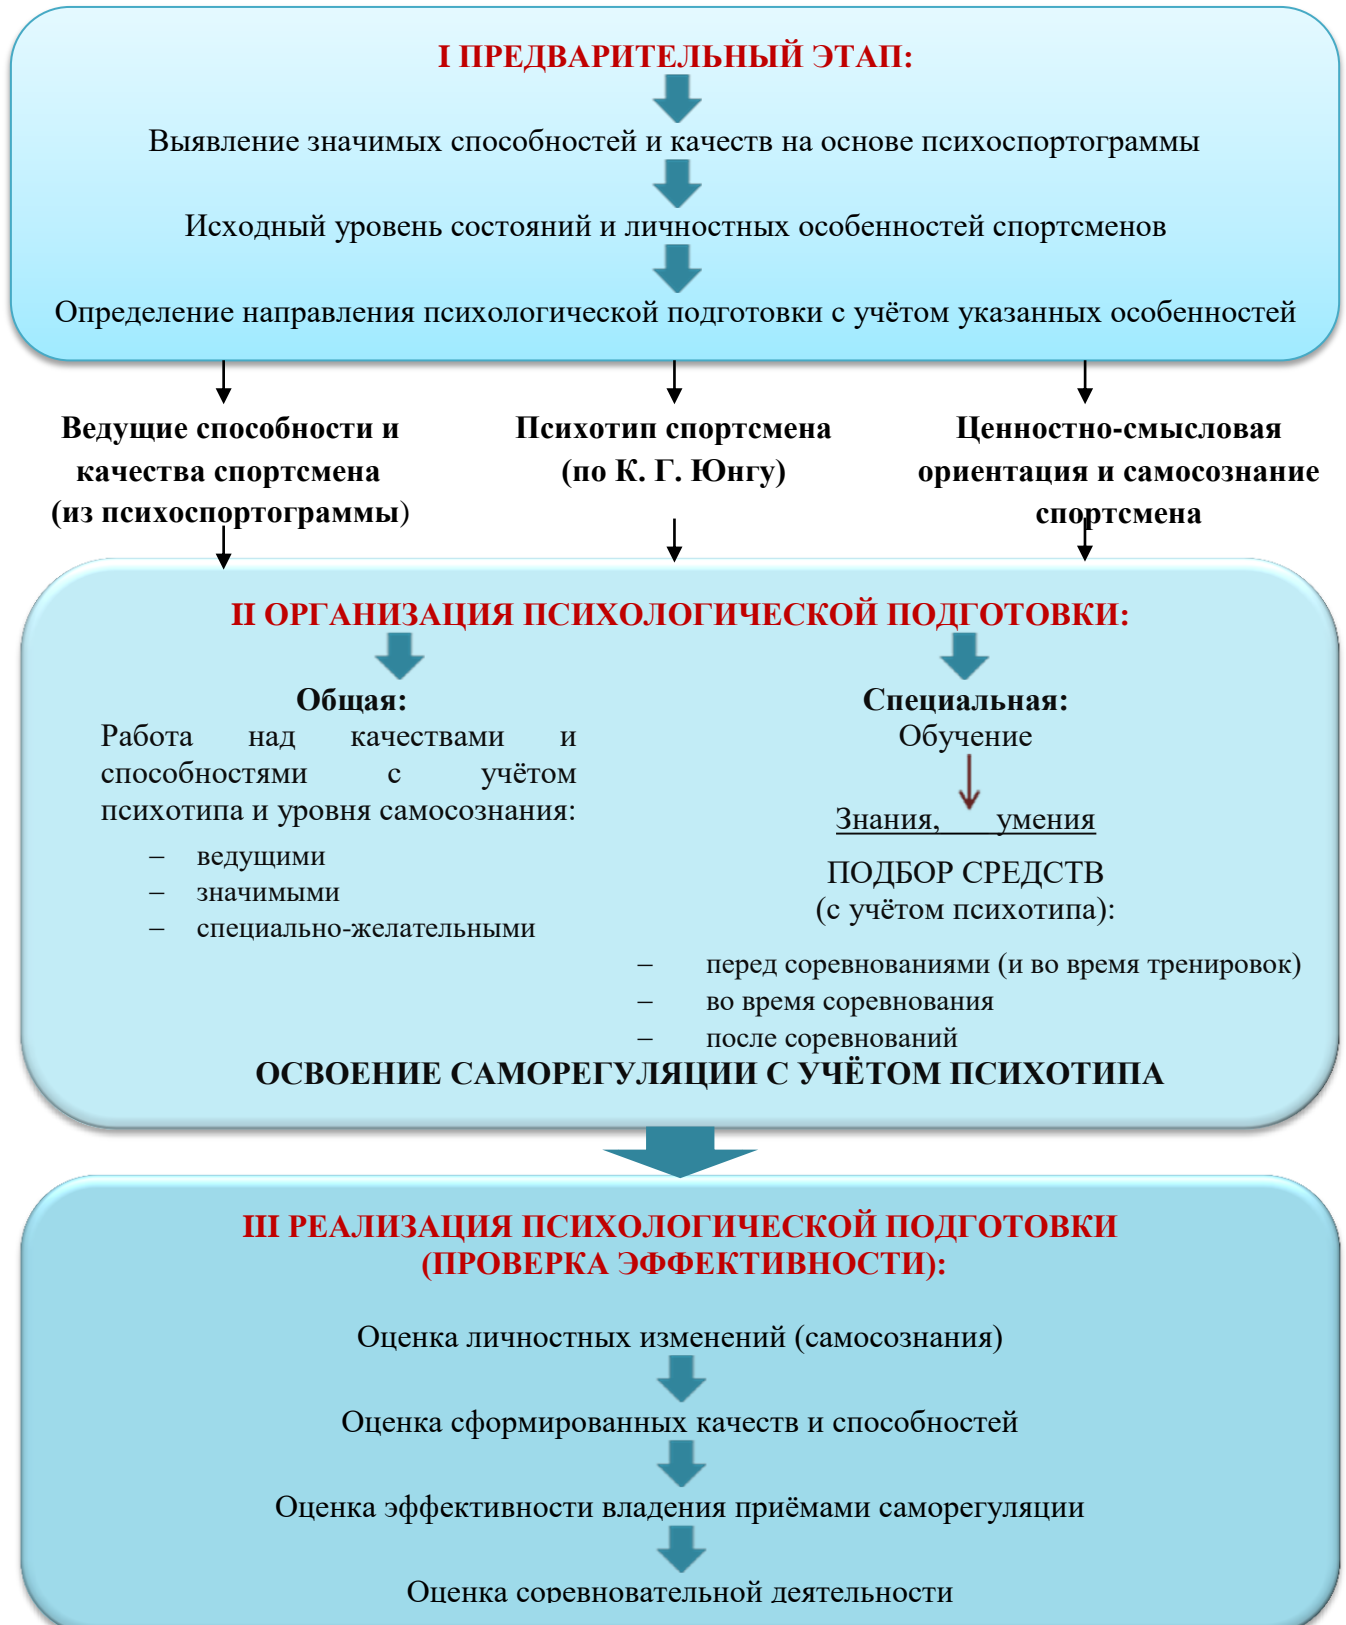 I ПРЕДВАРИТЕЛЬНЫЙ ЭТАП:
Выявление значимых способностей и качеств на основе психоспортограммы
Исходный уровень состояний и личностных особенностей спортсменов
Определение направления психологической подготовки с учётом указанных особенностей
Ведущие способности и
качества спортсмена
(из психоспортограммы)
Психотип спортсмена
(по К. Г. Юнгу)
Ценностно-смысловая
ориентация и самосознание
спортсмена
II ОРГАНИЗАЦИЯ ПСИХОЛОГИЧЕСКОЙ ПОДГОТОВКИ:
Общая:
Работа над качествами и
способностями с учётом
психотипа и уровня самосознания:
– ведущими
– значимыми
– специально-желательными
Специальная:
Обучение
Знания, умения
ПОДБОР СРЕДСТВ
(с учётом психотипа):
– перед соревнованиями (и во время тренировок)
– во время соревнования
– после соревнований
ОСВОЕНИЕ САМОРЕГУЛЯЦИИ С УЧЁТОМ ПСИХОТИПА
III РЕАЛИЗАЦИЯ ПСИХОЛОГИЧЕСКОЙ ПОДГОТОВКИ
(ПРОВЕРКА ЭФФЕКТИВНОСТИ):
Оценка личностных изменений (самосознания)
Оценка сформированных качеств и способностей
Оценка эффективности владения приёмами саморегуляции
Оценка соревновательной деятельности